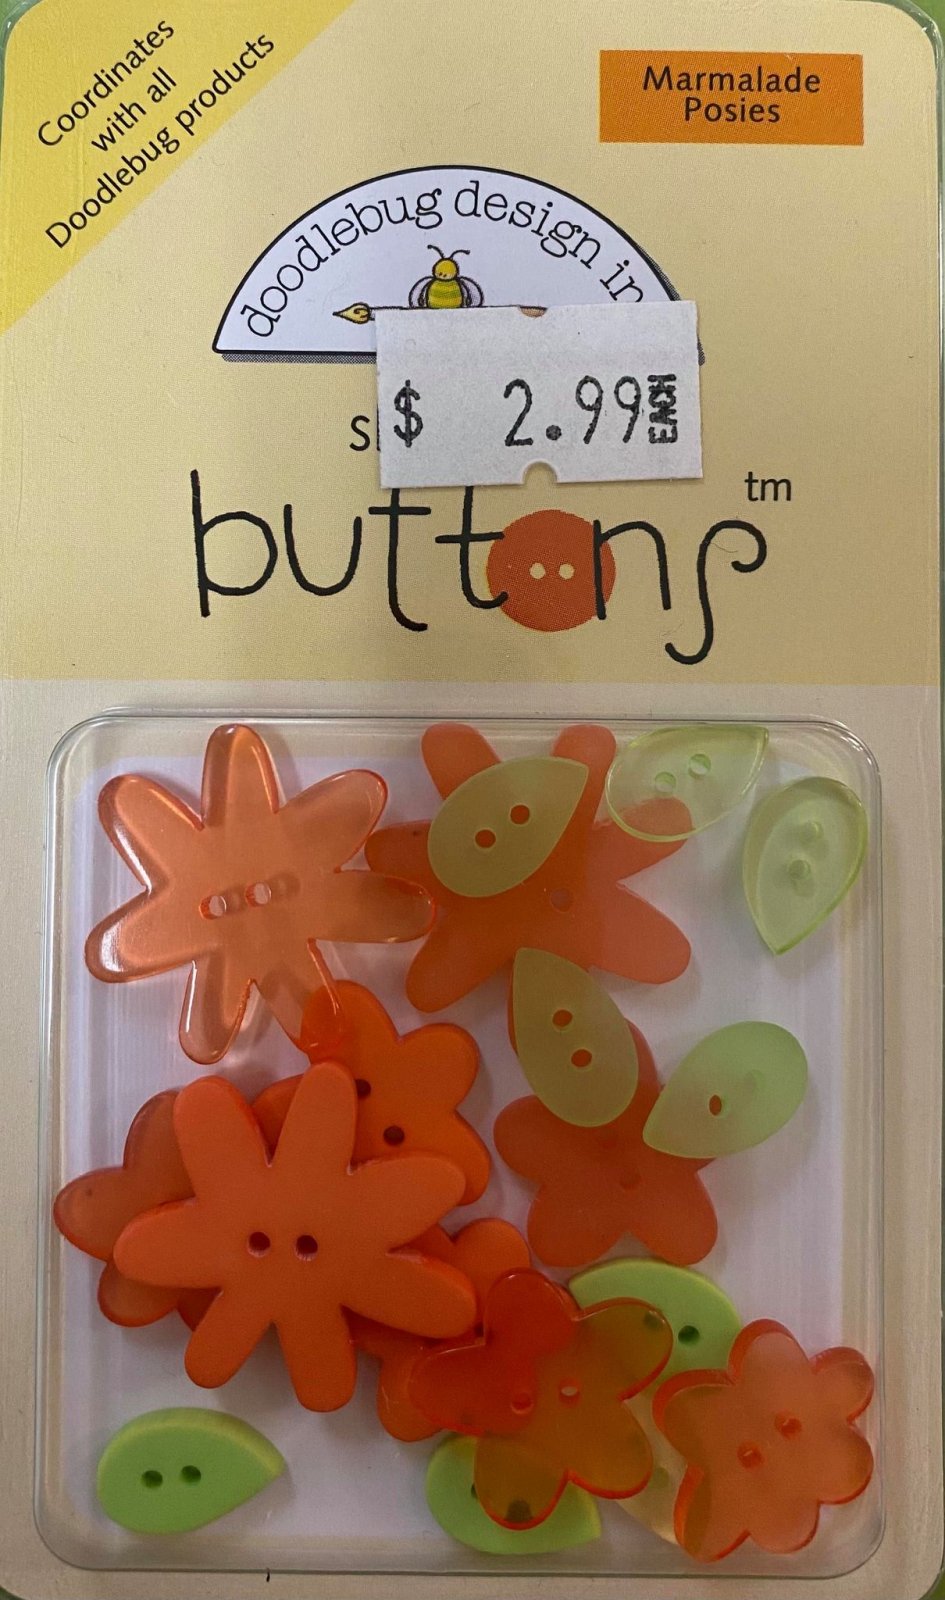 Coordinates
with all
Doodlebug products
Marmalade
Posies
doodlebug design in
$ 2.99 EACH
buttons tm